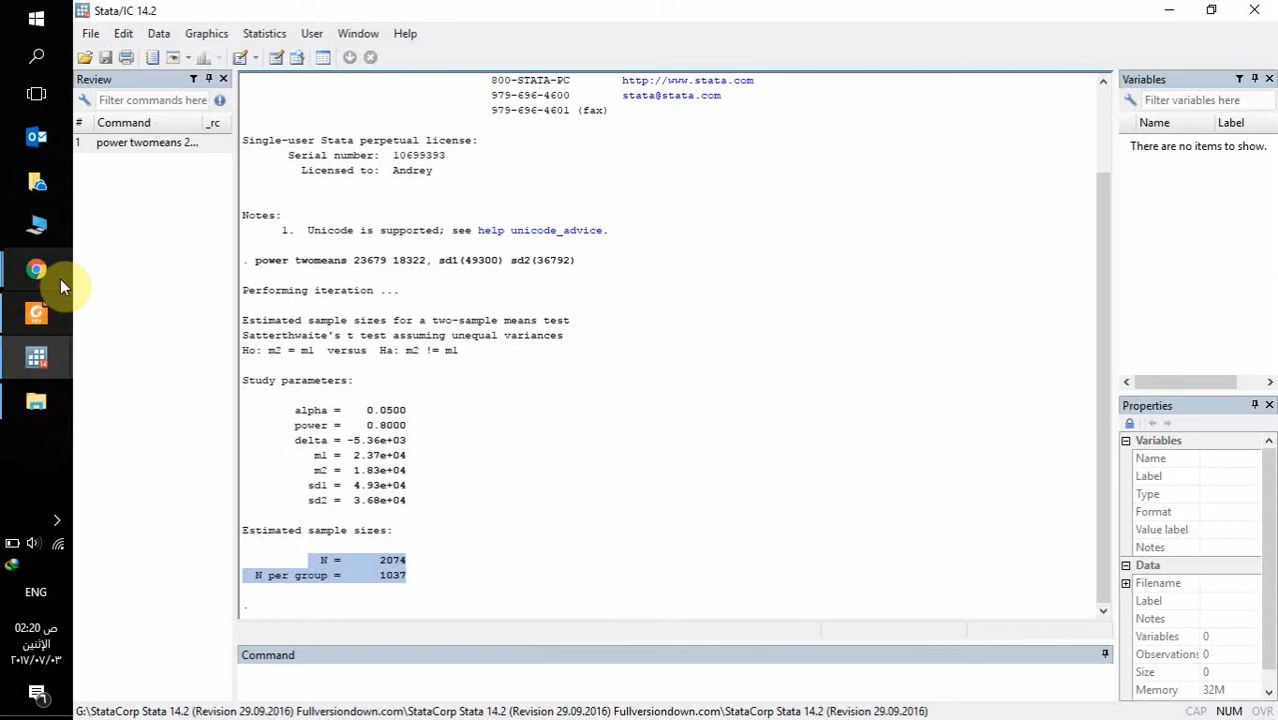 Stata/IC 14.2
File Edit Data Graphics Statistics User Window Help
Review
Filter commands here
# Command _rc
1 power twomeans 2...
800-STATA-PC http://www.stata.com
979-696-4600 stata@stata.com
979-696-4601 (fax)
Single-user Stata perpetual license:
Serial number: 10699393
Licensed to: Andrey
Notes:
1. Unicode is supported; see help unicode_advice.
. power twomeans 23679 18322, sd1(49300) sd2(36792)
Performing iteration ...
Estimated sample sizes for a two-sample means test
Satterthwaite's t test assuming unequal variances
Ho: m2 = m1 versus Ha: m2 != m1
Study parameters:
alpha = 0.0500
power = 0.8000
delta = -5.36e+03
m1 = 2.37e+04
m2 = 1.83e+04
sd1 = 4.93e+04
sd2 = 3.68e+04
Estimated sample sizes:
N = 2074
N per group = 1037
.
Command
Variables
Filter variables here
Name Label
There are no items to show.
Properties
Variables
Name
Label
Type
Format
Value label
Notes
Data
Filename
Label
Notes
Variables 0
Observations 0
Size 0
Memory 32M
ENG
02:20 ص
الإثنين
٢٠١٧/٠٧/٠٣
G:\StataCorp Stata 14.2 (Revision 29.09.2016) Fullversiondown.com\StataCorp Stata 14.2 (Revision 29.09.2016) Fullversiondown.com\StataCorp Stata 14.2 (Revision 29.09.2016)
CAP NUM OVR